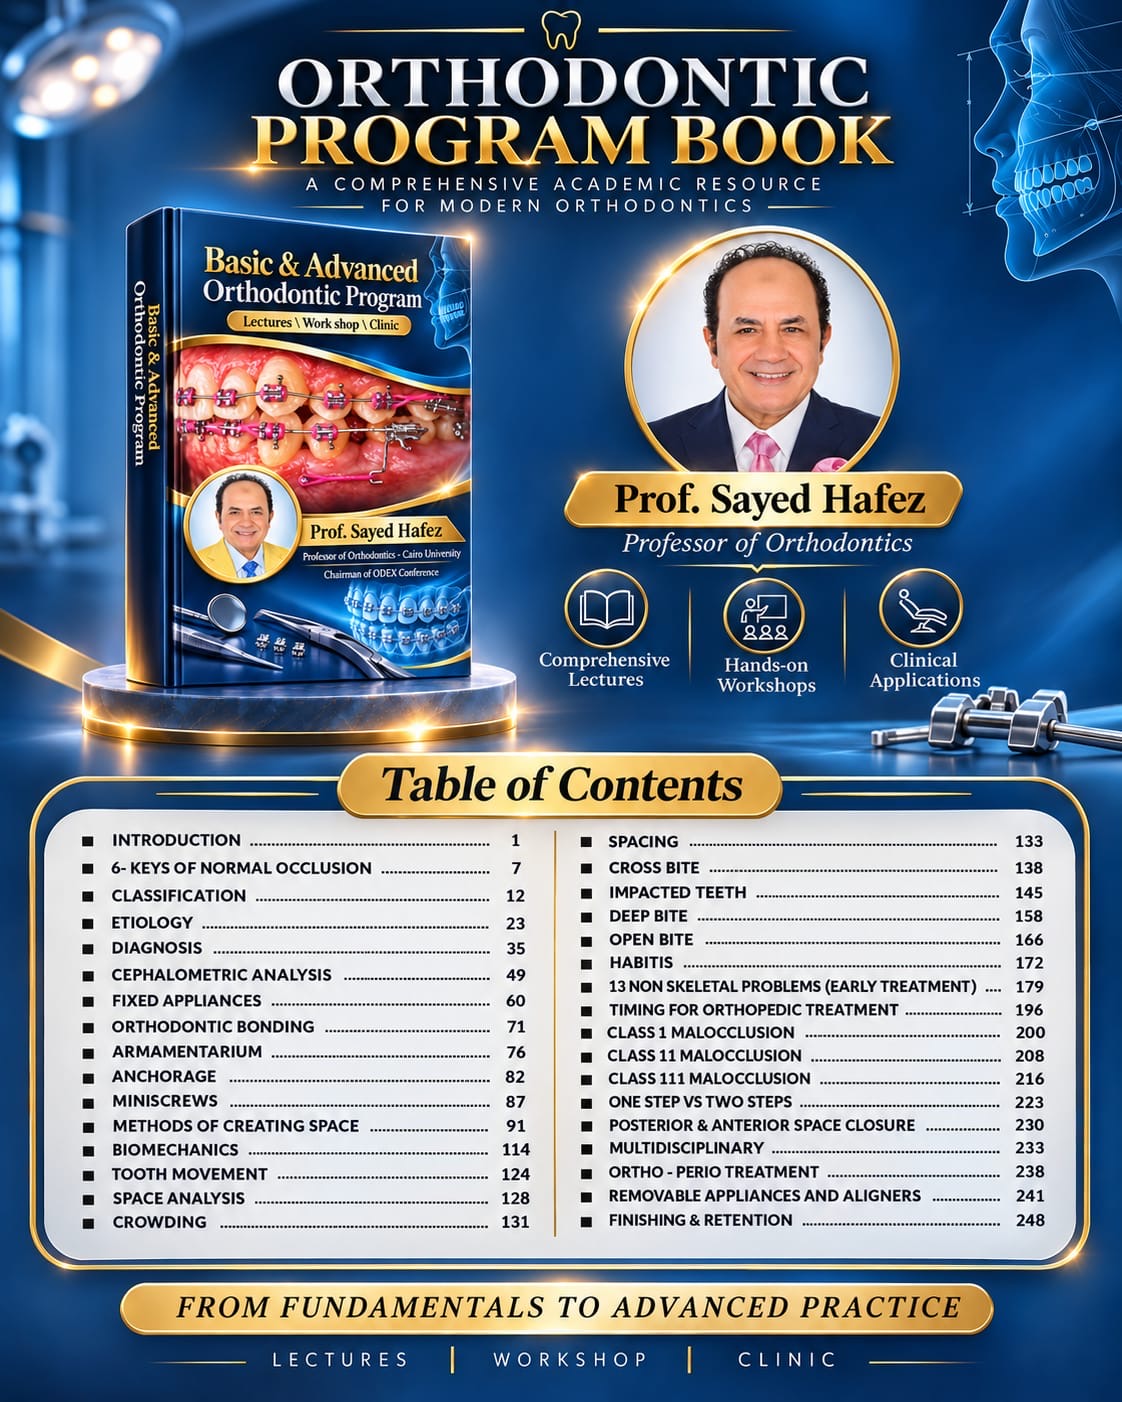 ORTHODONTIC
PROGRAM BOOK
A COMPREHENSIVE ACADEMIC RESOURCE
FOR MODERN ORTHODONTICS
Basic & Advanced
Orthodontic Program
Basic & Advanced
Orthodontic Program
Lectures \ Work shop \ Clinic
Prof. Sayed Hafez
Professor of Orthodontics - Cairo University
Chairman of ODEX Conference
Prof. Sayed Hafez
Professor of Orthodontics
Comprehensive
Lectures
Hands-on
Workshops
Clinical
Applications
Table of Contents
■ INTRODUCTION 1
■ 6- KEYS OF NORMAL OCCLUSION 7
■ CLASSIFICATION 12
■ ETIOLOGY 23
■ DIAGNOSIS 35
■ CEPHALOMETRIC ANALYSIS 49
■ FIXED APPLIANCES 60
■ ORTHODONTIC BONDING 71
■ ARMAMENTARIUM 76
■ ANCHORAGE 82
■ MINISCREWS 87
■ METHODS OF CREATING SPACE 91
■ BIOMECHANICS 114
■ TOOTH MOVEMENT 124
■ SPACE ANALYSIS 128
■ CROWDING 131
■ SPACING 133
■ CROSS BITE 138
■ IMPACTED TEETH 145
■ DEEP BITE 158
■ OPEN BITE 166
■ HABITIS 172
■ 13 NON SKELETAL PROBLEMS (EARLY TREATMENT) 179
■ TIMING FOR ORTHOPEDIC TREATMENT 196
■ CLASS 1 MALOCCLUSION 200
■ CLASS 11 MALOCCLUSION 208
■ CLASS 111 MALOCCLUSION 216
■ ONE STEP VS TWO STEPS 223
■ POSTERIOR & ANTERIOR SPACE CLOSURE 230
■ MULTIDISCIPLINARY 233
■ ORTHO - PERIO TREATMENT 238
■ REMOVABLE APPLIANCES AND ALIGNERS 241
■ FINISHING & RETENTION 248
FROM FUNDAMENTALS TO ADVANCED PRACTICE
LECTURES | WORKSHOP | CLINIC